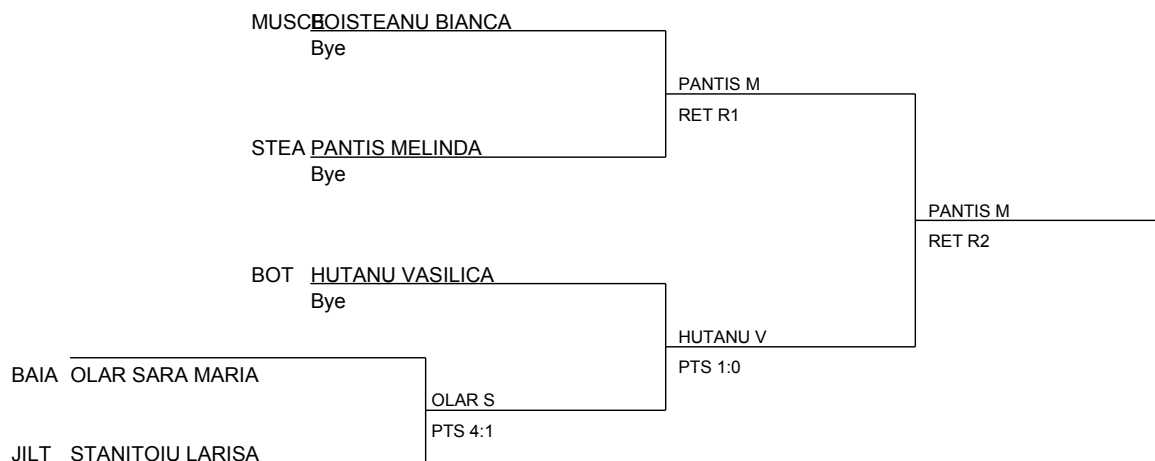 MUSCE BOISTEANU BIANCA
Bye
PANTIS M
RET R1
STEA PANTIS MELINDA
Bye
PANTIS M
RET R2
BOT HUTANU VASILICA
Bye
HUTANU V
PTS 1:0
BAIA OLAR SARA MARIA
OLAR S
PTS 4:1
JILT STANITOIU LARISA